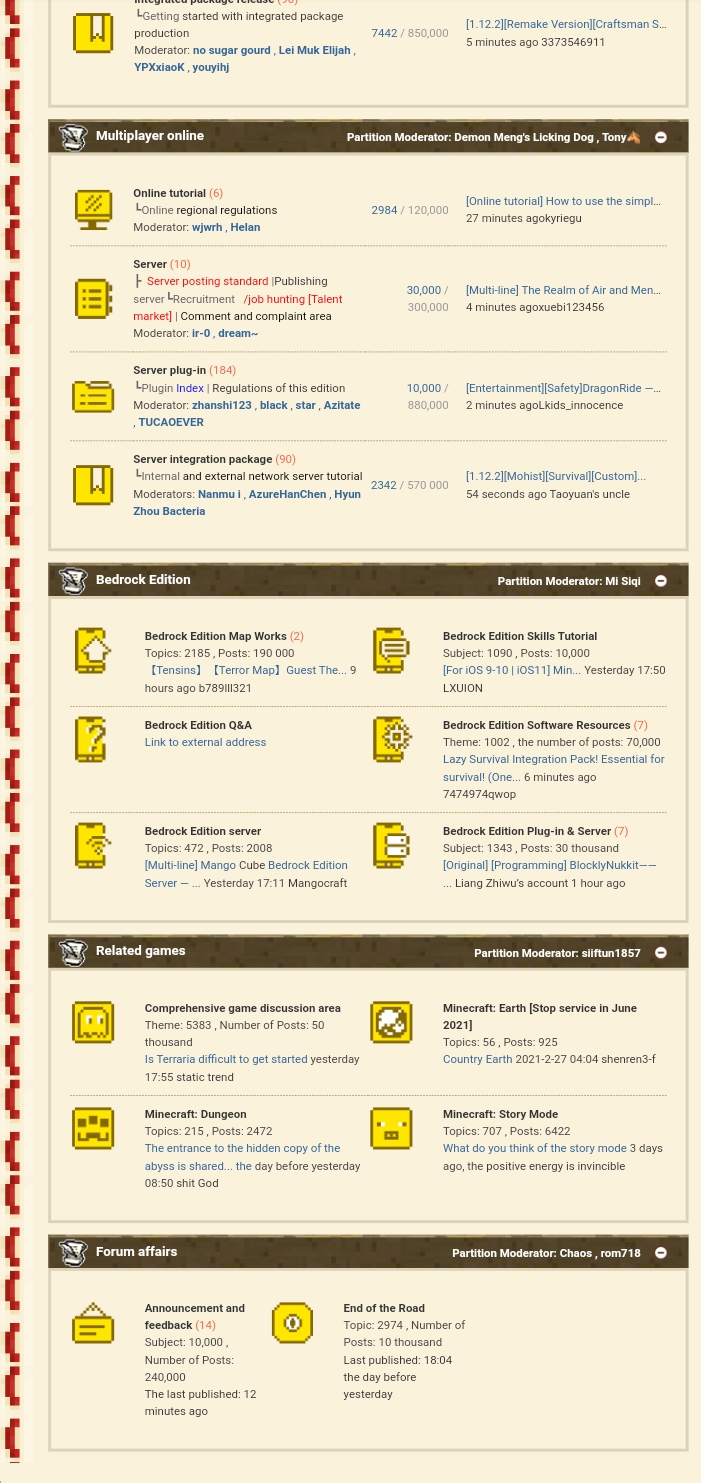 Integrated package release (90)
└Getting started with integrated package
production
Moderator: no sugar gourd , Lei Muk Elijah ,
YPXxiaoK , youyihj
7442 / 850,000
[1.12.2][Remake Version][Craftsman S...
5 minutes ago 3373546911
Multiplayer online
Partition Moderator: Demon Meng's Licking Dog , Tony🐴
Online tutorial (6)
└Online regional regulations
Moderator: wjwrh , Helan
2984 / 120,000
[Online tutorial] How to use the simpl...
27 minutes agokyriegu
Server (10)
├ Server posting standard |Publishing
server└Recruitment /job hunting [Talent
market] | Comment and complaint area
Moderator: ir-0 , dream~
30,000 /
300,000
[Multi-line] The Realm of Air and Men...
4 minutes agoxuebi123456
Server plug-in (184)
└Plugin Index | Regulations of this edition
Moderator: zhanshi123 , black , star , Azitate
, TUCAOEVER
10,000 /
880,000
[Entertainment][Safety]DragonRide —...
2 minutes agoLkids_innocence
Server integration package (90)
└Internal and external network server tutorial
Moderators: Nanmu i , AzureHanChen , Hyun
Zhou Bacteria
2342 / 570 000
[1.12.2][Mohist][Survival][Custom]...
54 seconds ago Taoyuan's uncle
Bedrock Edition
Partition Moderator: Mi Siqi
Bedrock Edition Map Works (2)
Topics: 2185 , Posts: 190 000
【Tensins】 【Terror Map】Guest The... 9
hours ago b789lll321
Bedrock Edition Skills Tutorial
Subject: 1090 , Posts: 10,000
[For iOS 9-10 | iOS11] Min... Yesterday 17:50
LXUION
Bedrock Edition Q&A
Link to external address
Bedrock Edition Software Resources (7)
Theme: 1002 , the number of posts: 70,000
Lazy Survival Integration Pack! Essential for
survival! (One... 6 minutes ago
7474974qwop
Bedrock Edition server
Topics: 472 , Posts: 2008
[Multi-line] Mango Cube Bedrock Edition
Server — ... Yesterday 17:11 Mangocraft
Bedrock Edition Plug-in & Server (7)
Subject: 1343 , Posts: 30 thousand
[Original] [Programming] BlocklyNukkit——
... Liang Zhiwu's account 1 hour ago
Related games
Partition Moderator: siiftun1857
Comprehensive game discussion area
Theme: 5383 , Number of Posts: 50
thousand
Is Terraria difficult to get started yesterday
17:55 static trend
Minecraft: Earth [Stop service in June
2021]
Topics: 56 , Posts: 925
Country Earth 2021-2-27 04:04 shenren3-f
Minecraft: Dungeon
Topics: 215 , Posts: 2472
The entrance to the hidden copy of the
abyss is shared... the day before yesterday
08:50 shit God
Minecraft: Story Mode
Topics: 707 , Posts: 6422
What do you think of the story mode 3 days
ago, the positive energy is invincible
Forum affairs
Partition Moderator: Chaos , rom718
Announcement and
feedback (14)
Subject: 10,000 ,
Number of Posts:
240,000
The last published: 12
minutes ago
End of the Road
Topic: 2974 , Number of
Posts: 10 thousand
Last published: 18:04
the day before
yesterday